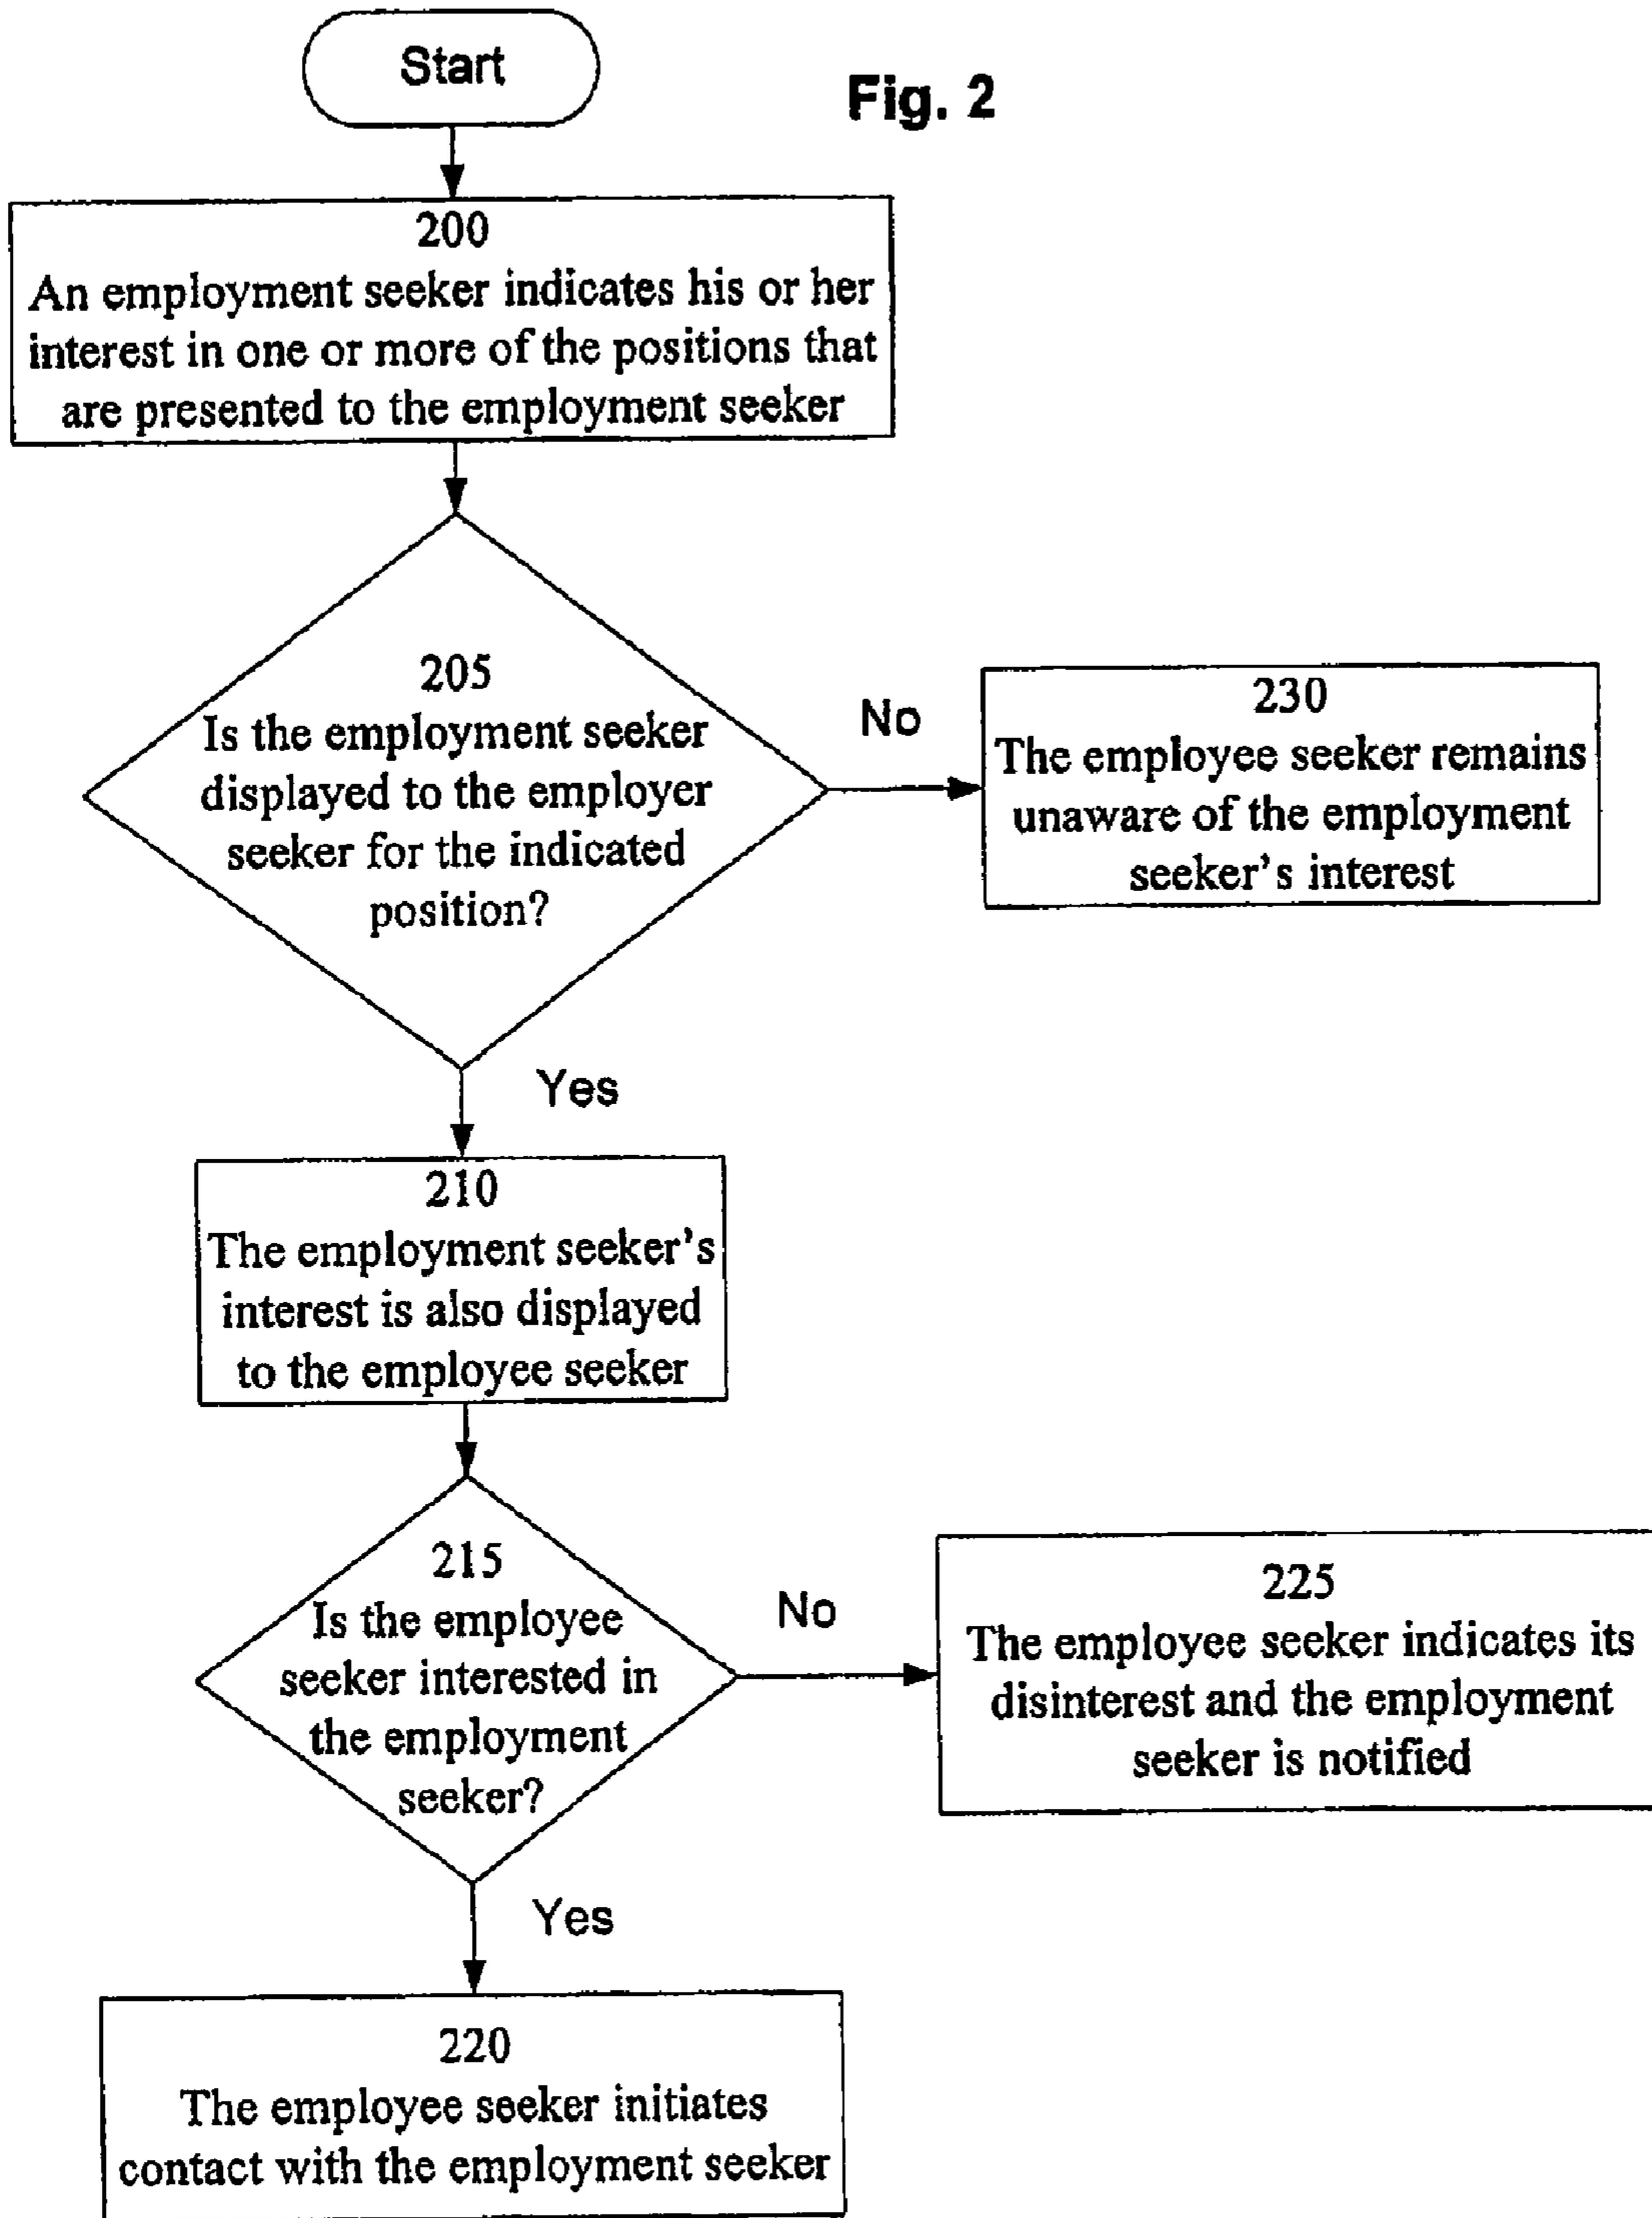 Start
Fig. 2
200
An employment seeker indicates his or her
interest in one or more of the positions that
are presented to the employment seeker
205
Is the employment seeker
displayed to the employer
seeker for the indicated
position?
No
230
The employee seeker remains
unaware of the employment
seeker's interest
Yes
210
The employment seeker's
interest is also displayed
to the employee seeker
215
Is the employee
seeker interested in
the employment
seeker?
No
225
The employee seeker indicates its
disinterest and the employment
seeker is notified
Yes
220
The employee seeker initiates
contact with the employment seeker